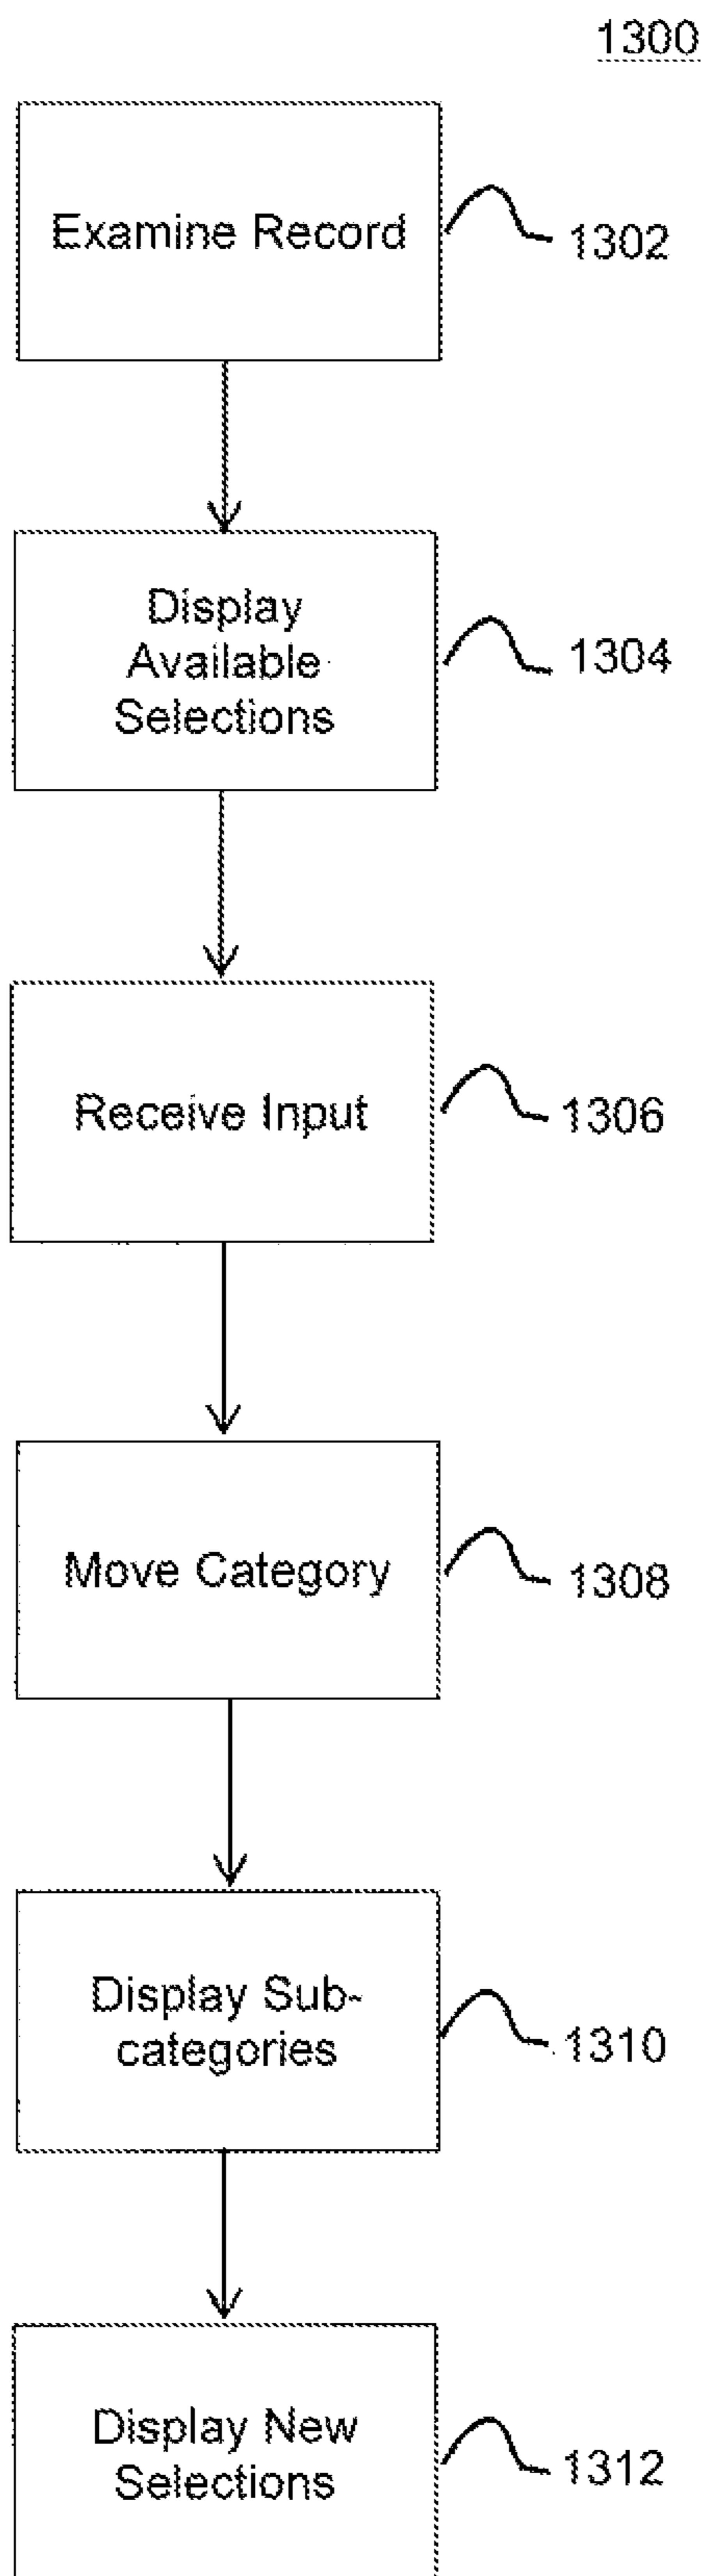 1300
Examine Record
1302
Display
Available
Selections
1304
Receive Input
1306
Move Category
1308
Display Sub-
categories
1310
Display New
Selections
1312